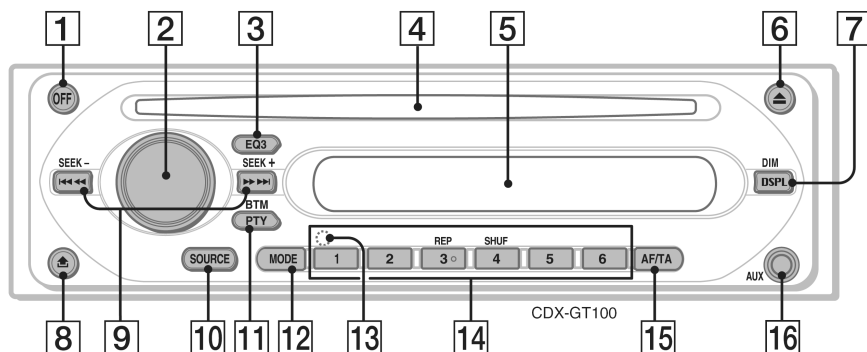 1 2 3 4 5 6 7
OFF
EQ3
SEEK – SEEK + DIM
DSPL
BTM
PTY
REP SHUF
SOURCE MODE 1 2 3 4 5 6 AF/TA
AUX
CDX-GT100
8 9 10 11 12 13 14 15 16